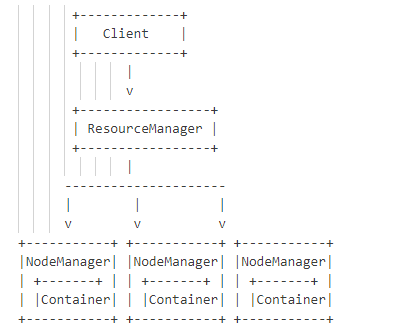 +-------------+
|   Client    |
+-------------+
|
v
+-----------------+
| ResourceManager |
+-----------------+
|
---------------------
|        |          |
v        v          v
+-----------+ +-----------+ +-----------+
|NodeManager| |NodeManager| |NodeManager|
| +-------+ | | +-------+ | | +-------+ |
| |Container| | |Container| | |Container|
+-----------+ +-----------+ +-----------+